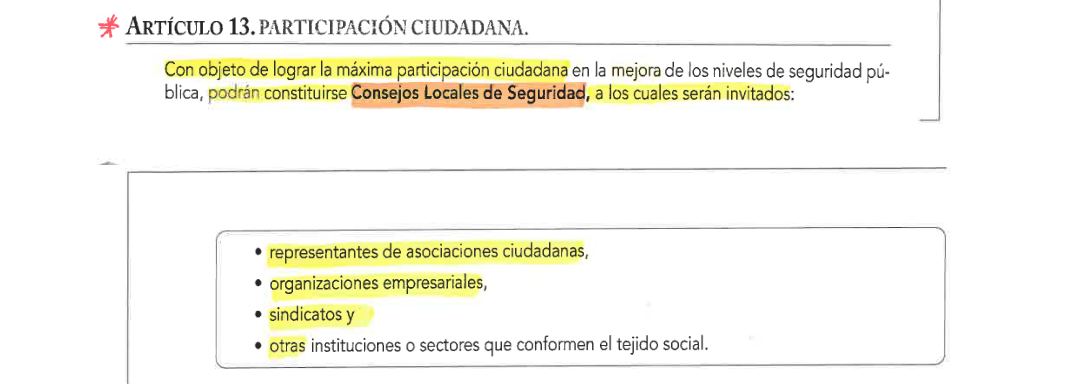 * ARTÍCULO 13. PARTICIPACIÓN CIUDADANA.
Con objeto de lograr la máxima participación ciudadana en la mejora de los niveles de seguridad pú-
blica, podrán constituirse Consejos Locales de Seguridad, a los cuales serán invitados:
• representantes de asociaciones ciudadanas,
• organizaciones empresariales,
• sindicatos y
• otras instituciones o sectores que conformen el tejido social.